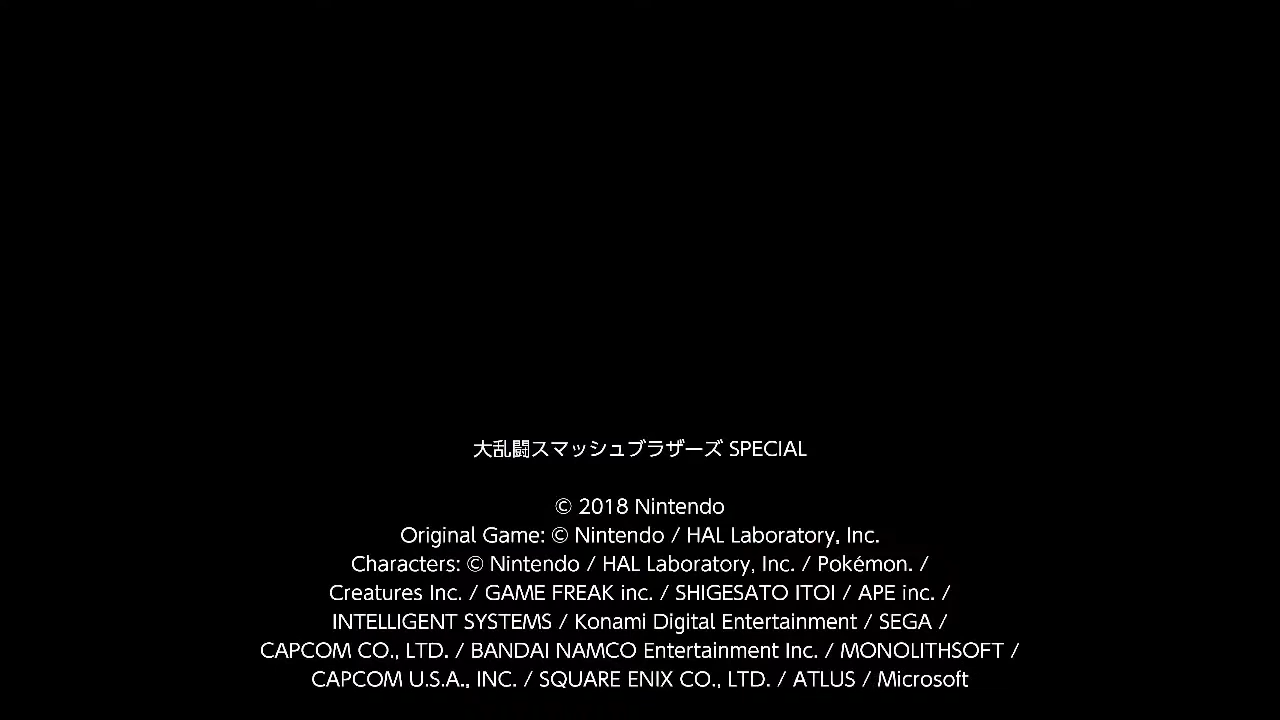 大乱闘スマッシュブラザーズ SPECIAL
© 2018 Nintendo
Original Game: © Nintendo / HAL Laboratory, Inc.
Characters: © Nintendo / HAL Laboratory, Inc. / Pokémon. /
Creatures Inc. / GAME FREAK inc. / SHIGESATO ITOI / APE inc. /
INTELLIGENT SYSTEMS / Konami Digital Entertainment / SEGA /
CAPCOM CO., LTD. / BANDAI NAMCO Entertainment Inc. / MONOLITHSOFT /
CAPCOM U.S.A., INC. / SQUARE ENIX CO., LTD. / ATLUS / Microsoft